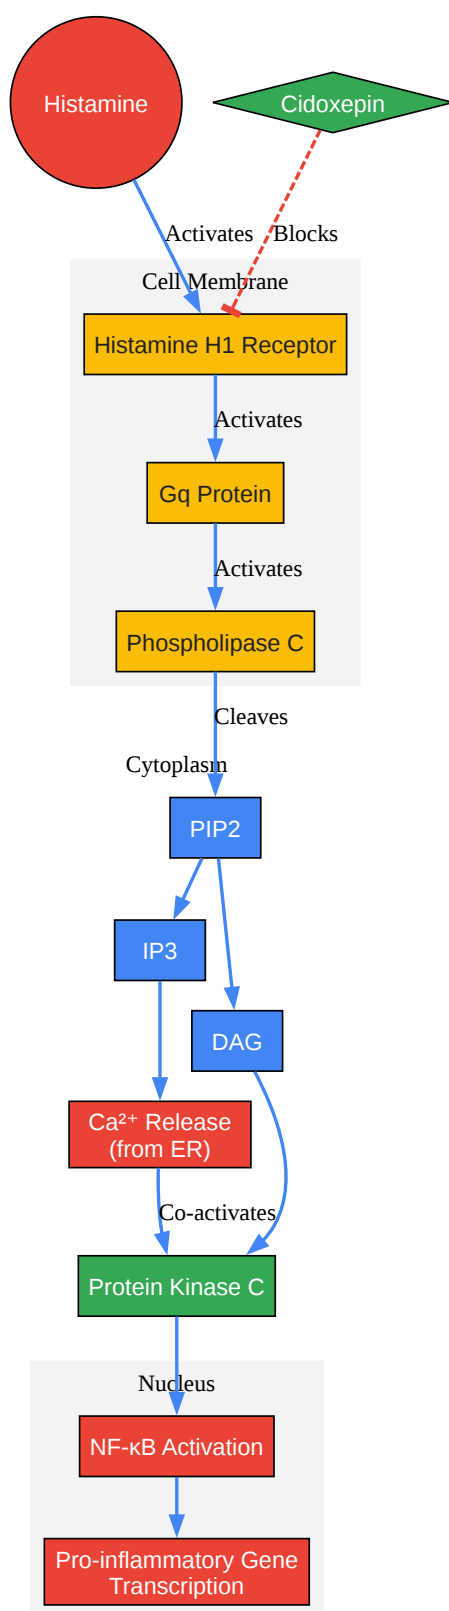 Histamine
Cidoxepin
Activates
Blocks
Cell Membrane
Histamine H1 Receptor
Activates
Gq Protein
Activates
Phospholipase C
Cleaves
Cytoplasm
PIP2
IP3
DAG
Ca²⁺ Release
(from ER)
Co-activates
Protein Kinase C
Nucleus
NF-κB Activation
Pro-inflammatory Gene
Transcription